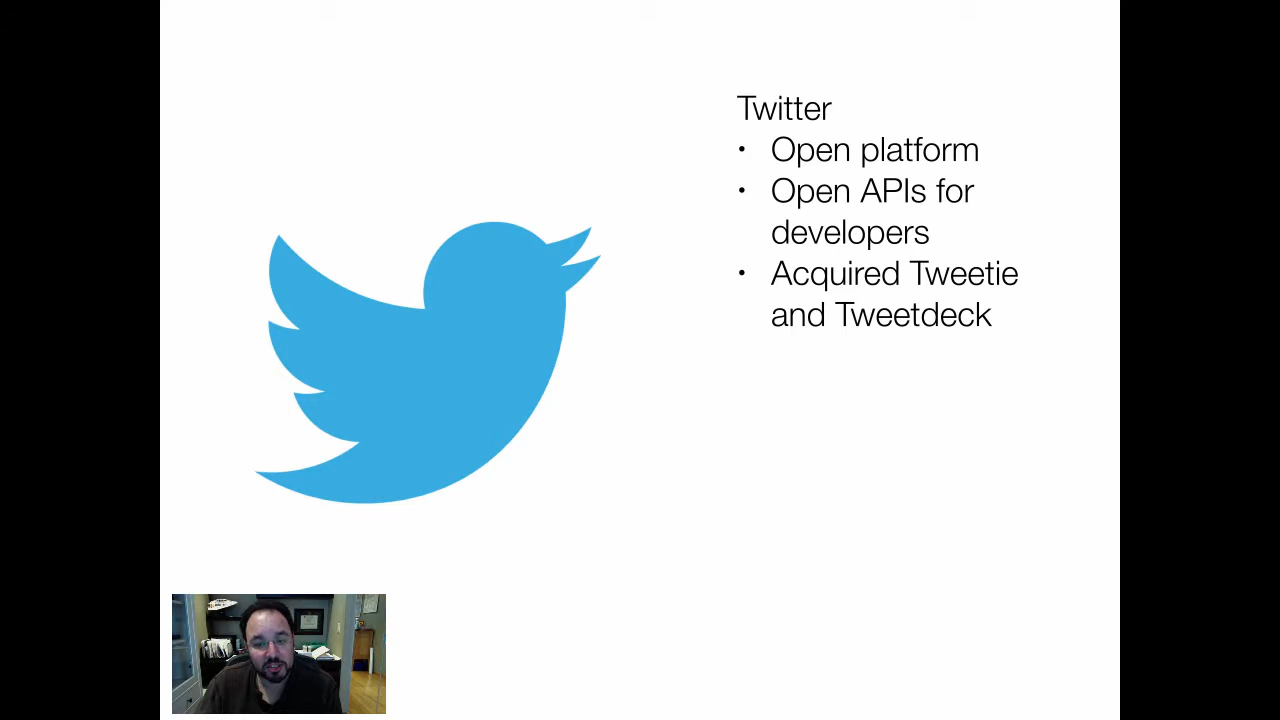 Twitter
• Open platform
• Open APIs for
developers
• Acquired Tweetie
and Tweetdeck